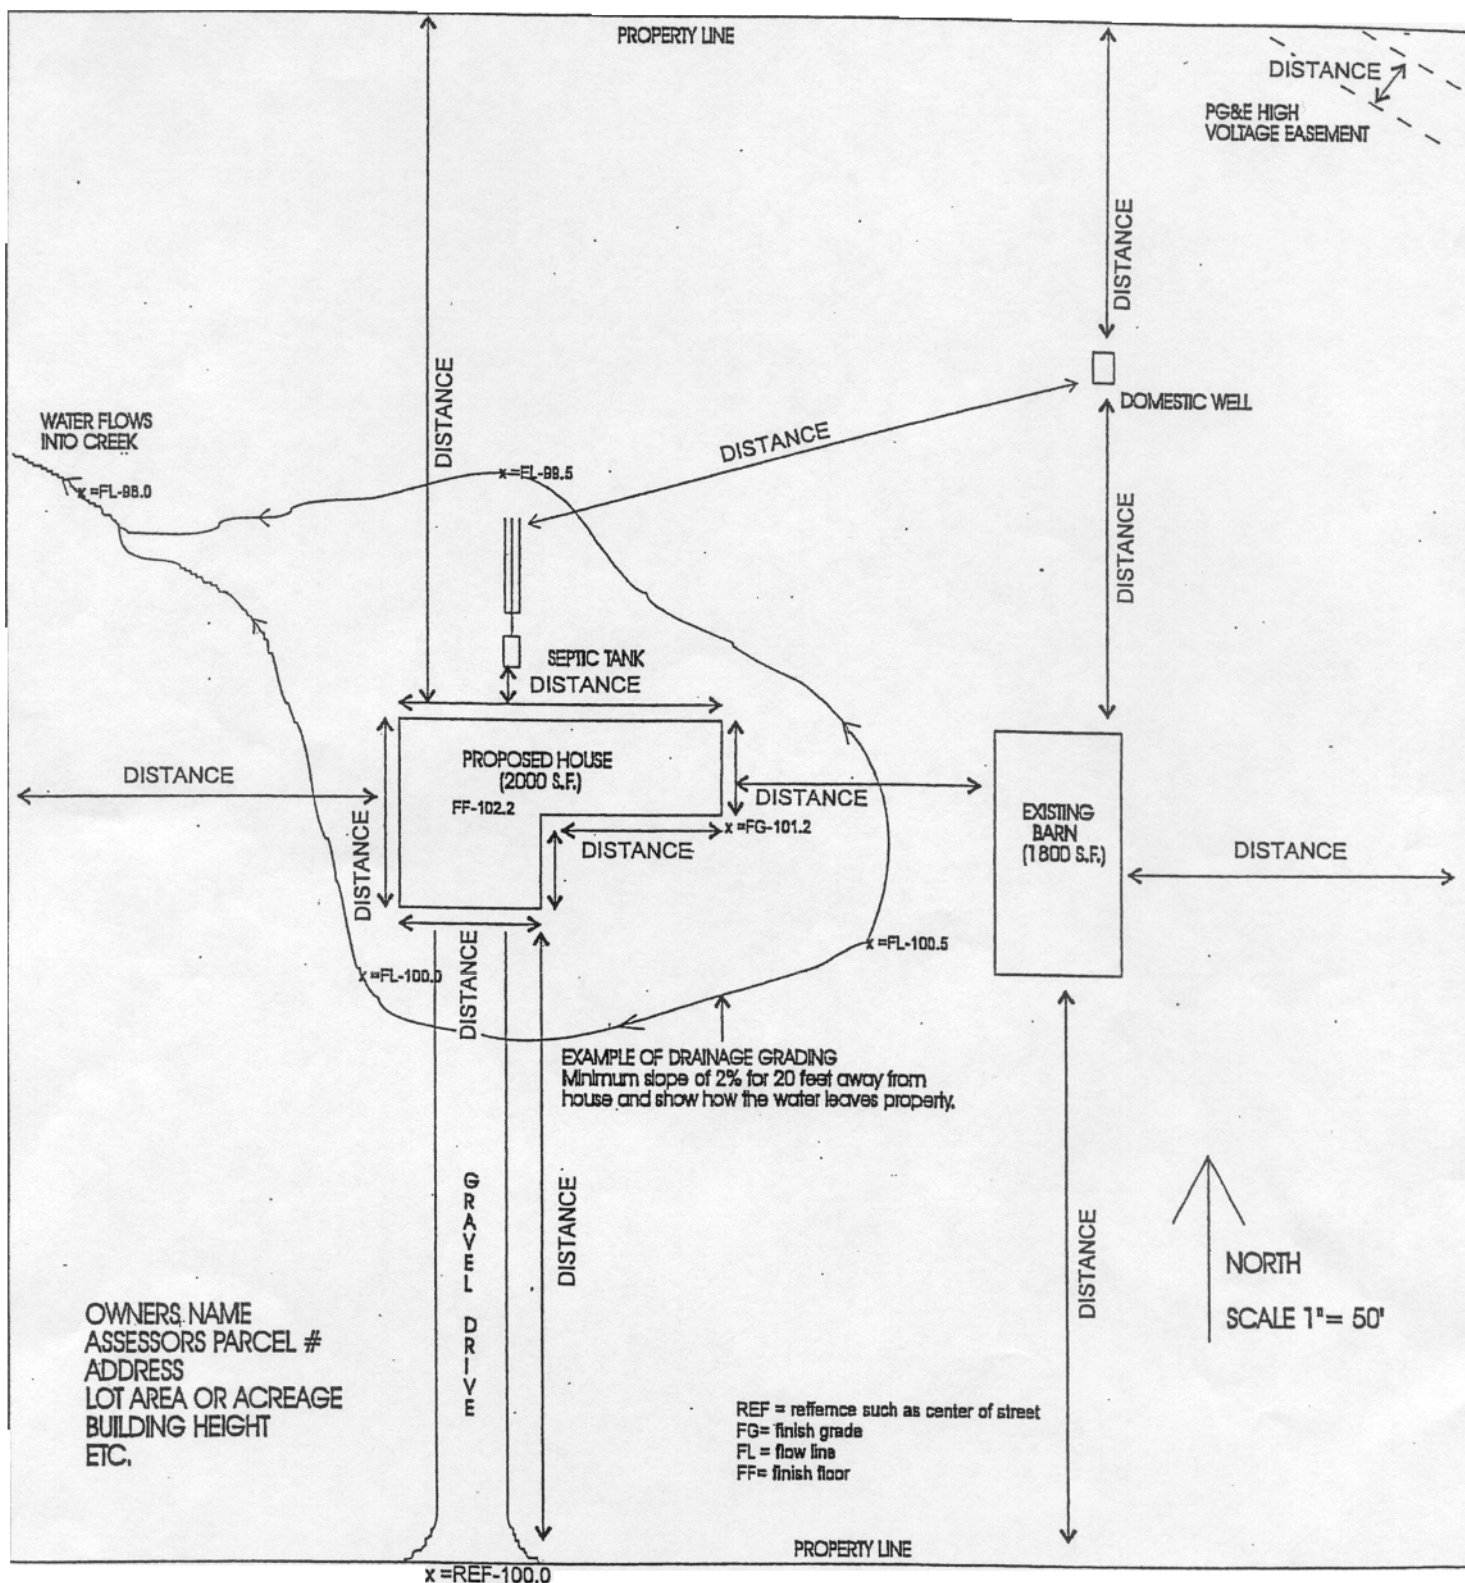 PROPERTY LINE
DISTANCE
PG&E HIGH
VOLTAGE EASEMENT
DISTANCE
DISTANCE
DOMESTIC WELL
WATER FLOWS
INTO CREEK
DISTANCE
x =FL-98.0
x =FL-99.5
DISTANCE
SEPTIC TANK
DISTANCE
PROPOSED HOUSE
(2000 S.F.)
FF-102.2
DISTANCE
DISTANCE
x =FG-101.2
DISTANCE
DISTANCE
EXISTING
BARN
(1800 S.F.)
DISTANCE
x =FL-100.0
DISTANCE
x =FL-100.5
EXAMPLE OF DRAINAGE GRADING
Minimum slope of 2% for 20 feet away from
house and show how the water leaves property.
GRAVEL DRIVE
DISTANCE
DISTANCE
NORTH
SCALE 1"= 50'
OWNERS NAME
ASSESSORS PARCEL #
ADDRESS
LOT AREA OR ACREAGE
BUILDING HEIGHT
ETC.
REF = reffernce such as center of street
FG= finish grade
FL = flow line
FF= finish floor
PROPERTY LINE
x =REF-100.0